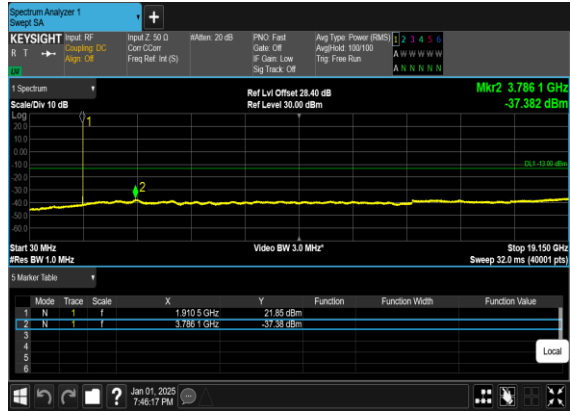 Spectrum Analyzer 1
Swept SA
+
KEYSIGHT Input: RF Input Z: 50 Ω #Atten: 20 dB PNO: Fast Avg Type: Power (RMS) 1 2 3 4 5 6
R T Coupling: DC Corr CCorr Gate: Off Avg|Hold: 100/100 A W W W W W
Align: Off Freq Ref: Int (S) IF Gain: Low Trig: Free Run
Sig Track: Off A N N N N N
1 Spectrum
Ref Lvl Offset 28.40 dB Mkr2 3.786 1 GHz
Scale/Div 10 dB Ref Level 30.00 dBm -37.382 dBm
Log
1
20.0
10.0
0.00
-10.0
DL1 -13.00 dBm
-20.0
2
-30.0
-40.0
-50.0
-60.0
Start 30 MHz Video BW 3.0 MHz* Stop 19.150 GHz
#Res BW 1.0 MHz Sweep 32.0 ms (40001 pts)
5 Marker Table
Mode Trace Scale X Y Function Function Width Function Value
1 N 1 f 1.910 5 GHz 21.85 dBm
2 N 1 f 3.786 1 GHz -37.38 dBm
3
4
5
6
Local
? Jan 01, 2025
7:46:17 PM